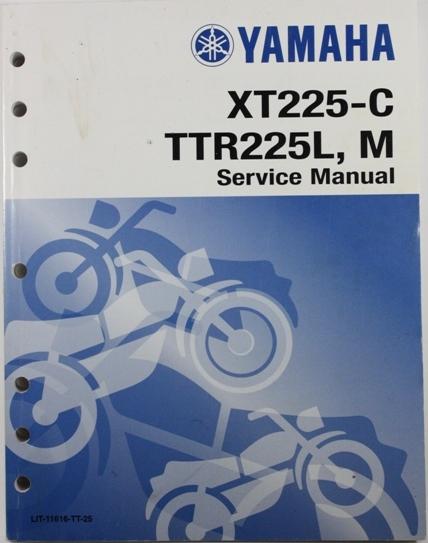 YAMAHA
XT225-C
TTR225L, M
Service Manual
LIT-11616-TT-25